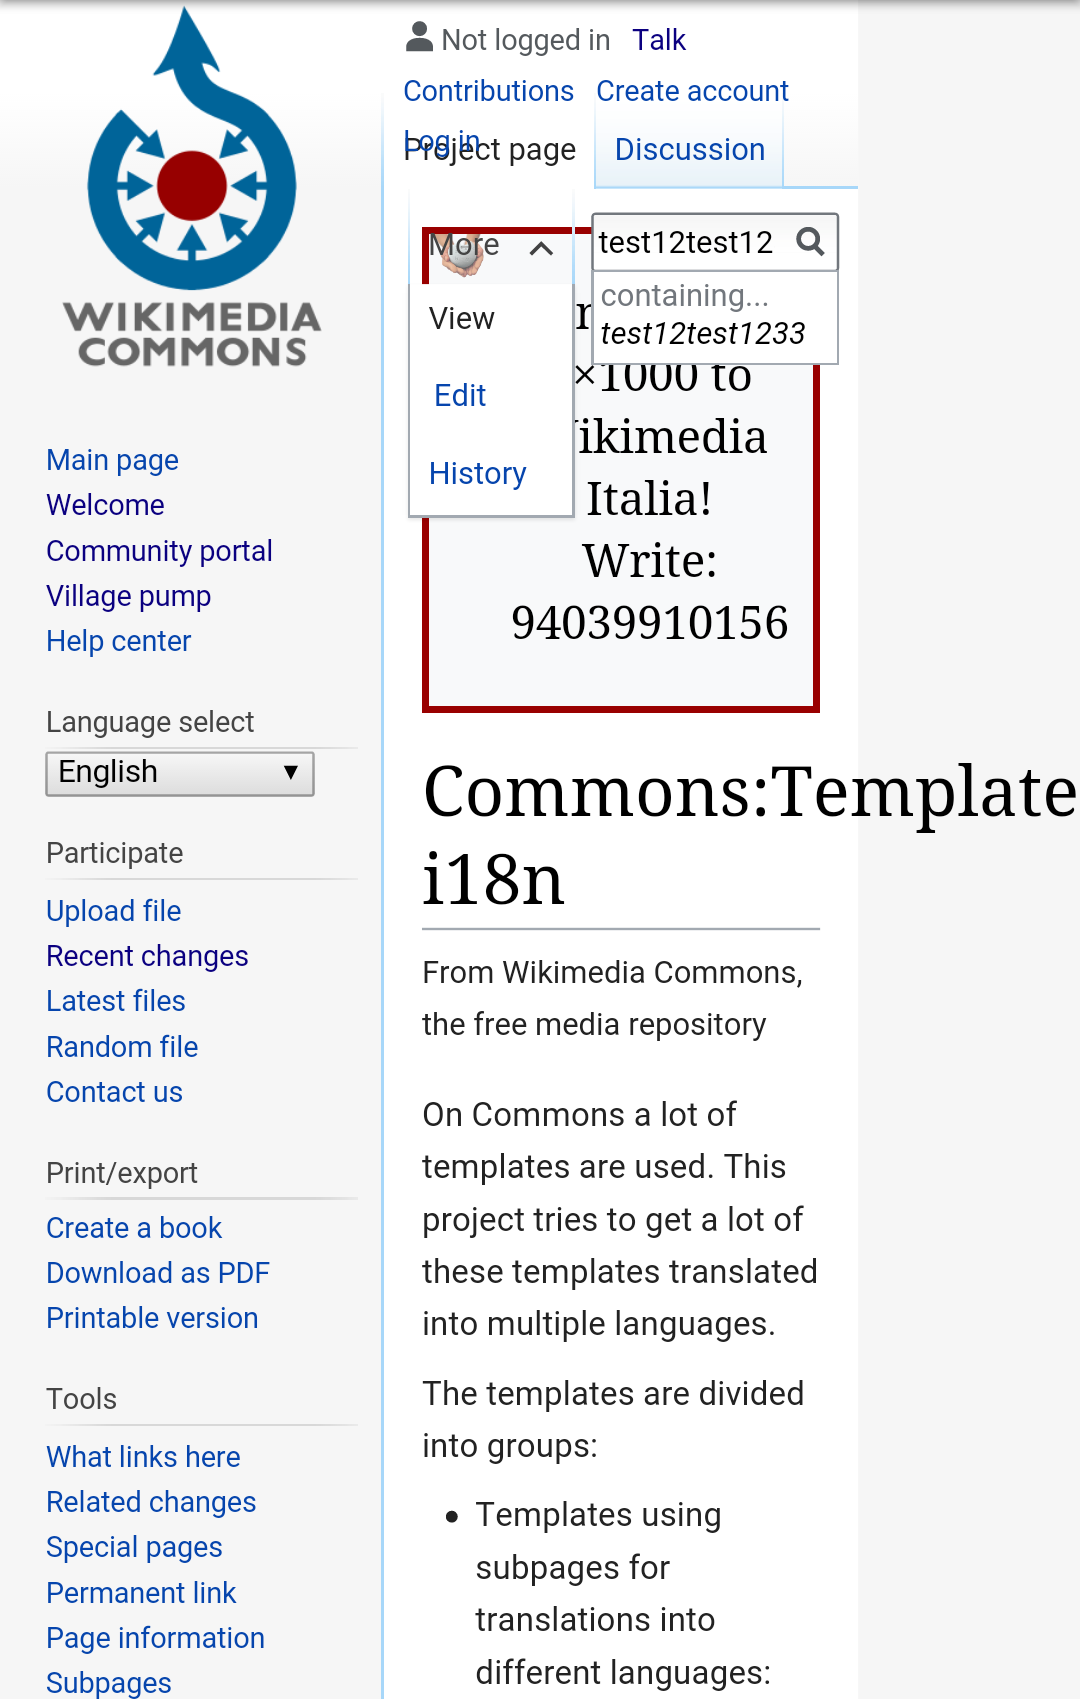 WIKIMEDIA
COMMONS
Main page
Welcome
Community portal
Village pump
Help center
Language select
English
Participate
Upload file
Recent changes
Latest files
Random file
Contact us
Print/export
Create a book
Download as PDF
Printable version
Tools
What links here
Related changes
Special pages
Permanent link
Page information
Subpages
Not logged in Talk
Contributions Create account
Log in
Project page Discussion
More
View
Edit
History
test12test12
containing...
test12test1233
×1000 to
Italia!
Write:
94039910156
Commons:Template
i18n
From Wikimedia Commons,
the free media repository
On Commons a lot of
templates are used. This
project tries to get a lot of
these templates translated
into multiple languages.
The templates are divided
into groups:
• Templates using
subpages for
translations into
different languages: